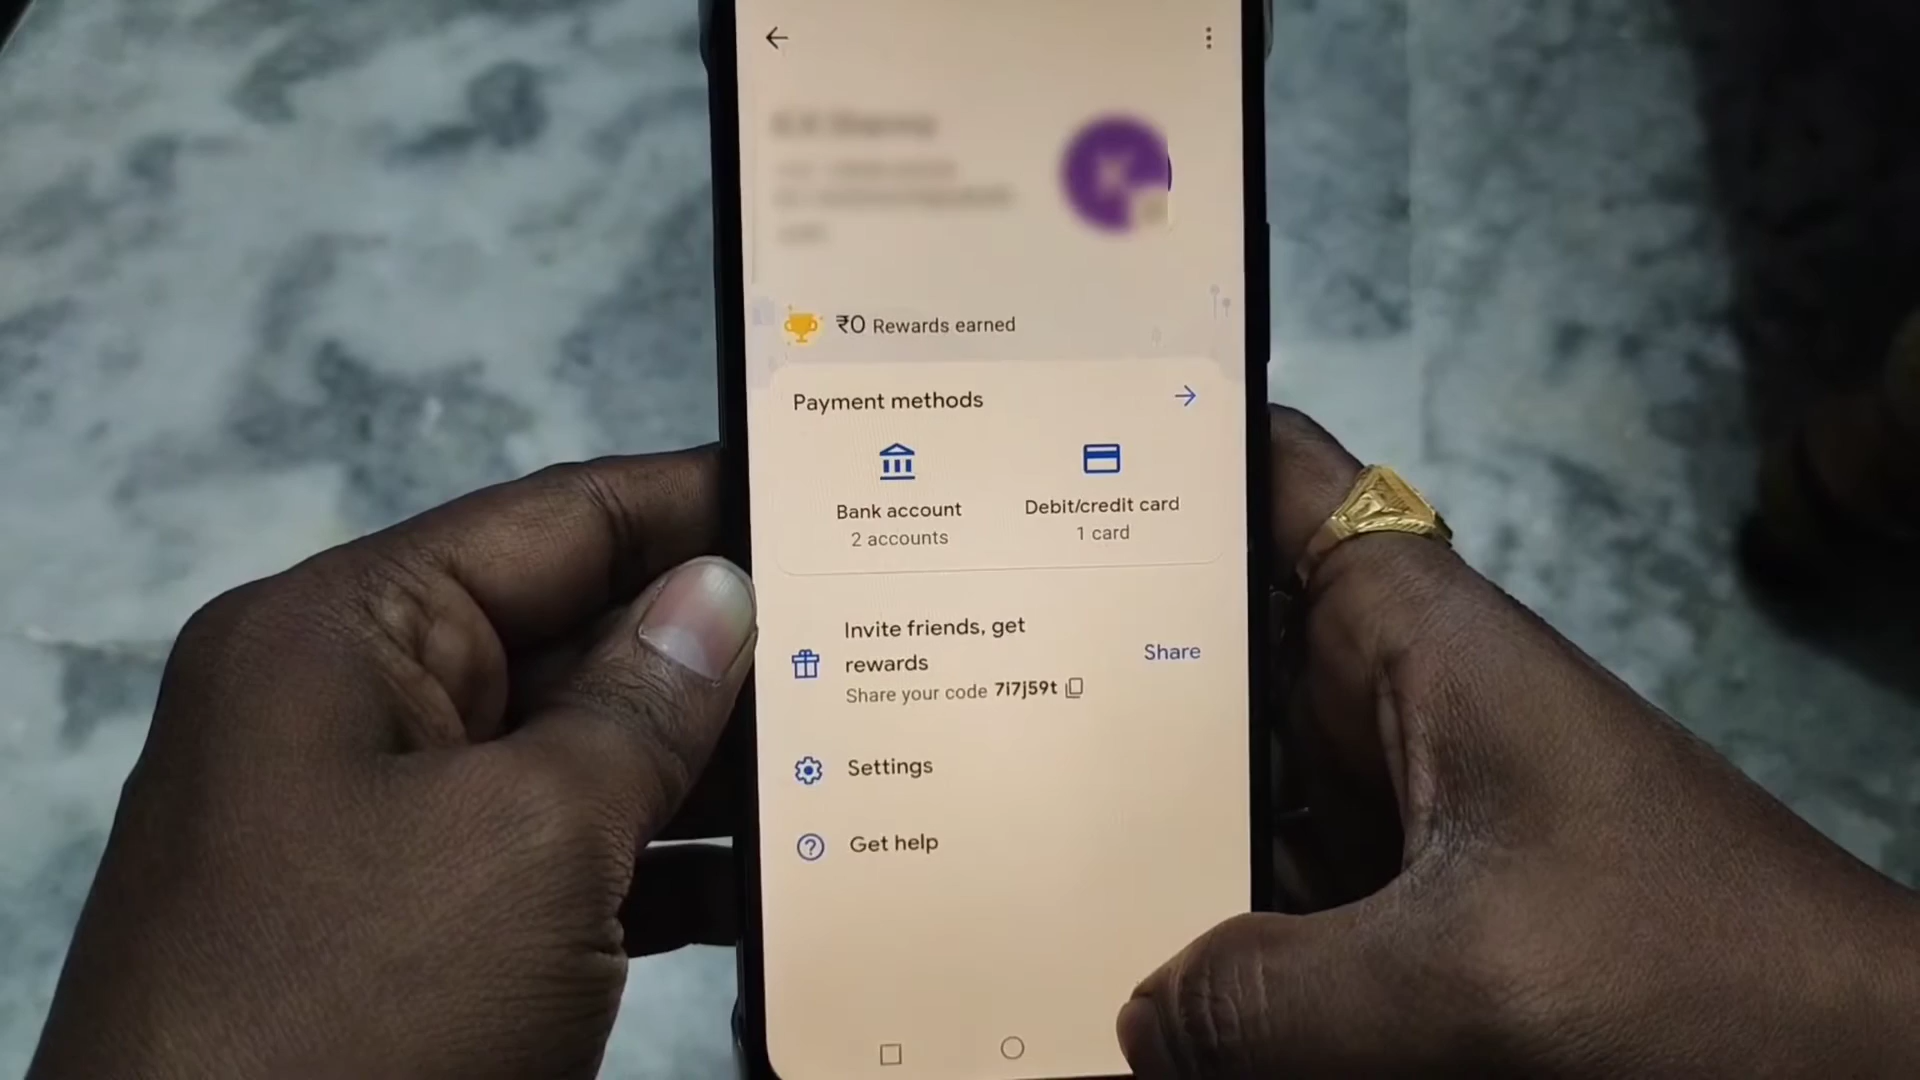 ₹0 Rewards earned
Payment methods
Bank account
2 accounts
Debit/credit card
1 card
Invite friends, get
rewards
Share your code 7i7j59t
Share
Settings
Get help